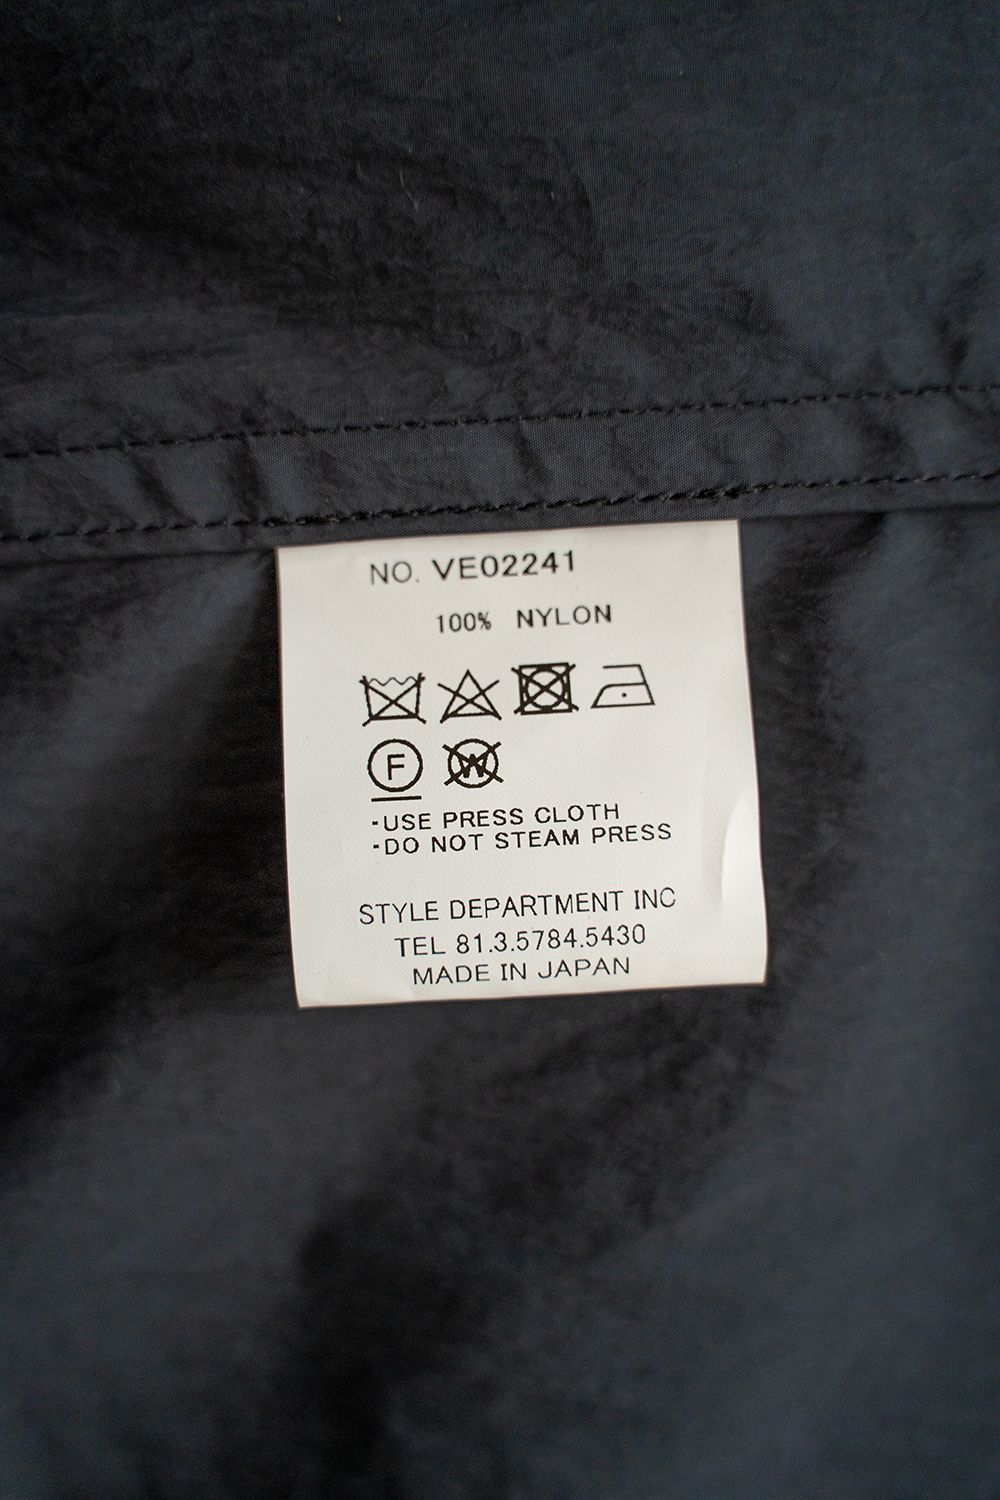 NO. VE02241
100% NYLON
F W
-USE PRESS CLOTH
-DO NOT STEAM PRESS
STYLE DEPARTMENT INC
TEL 81.3.5784.5430
MADE IN JAPAN